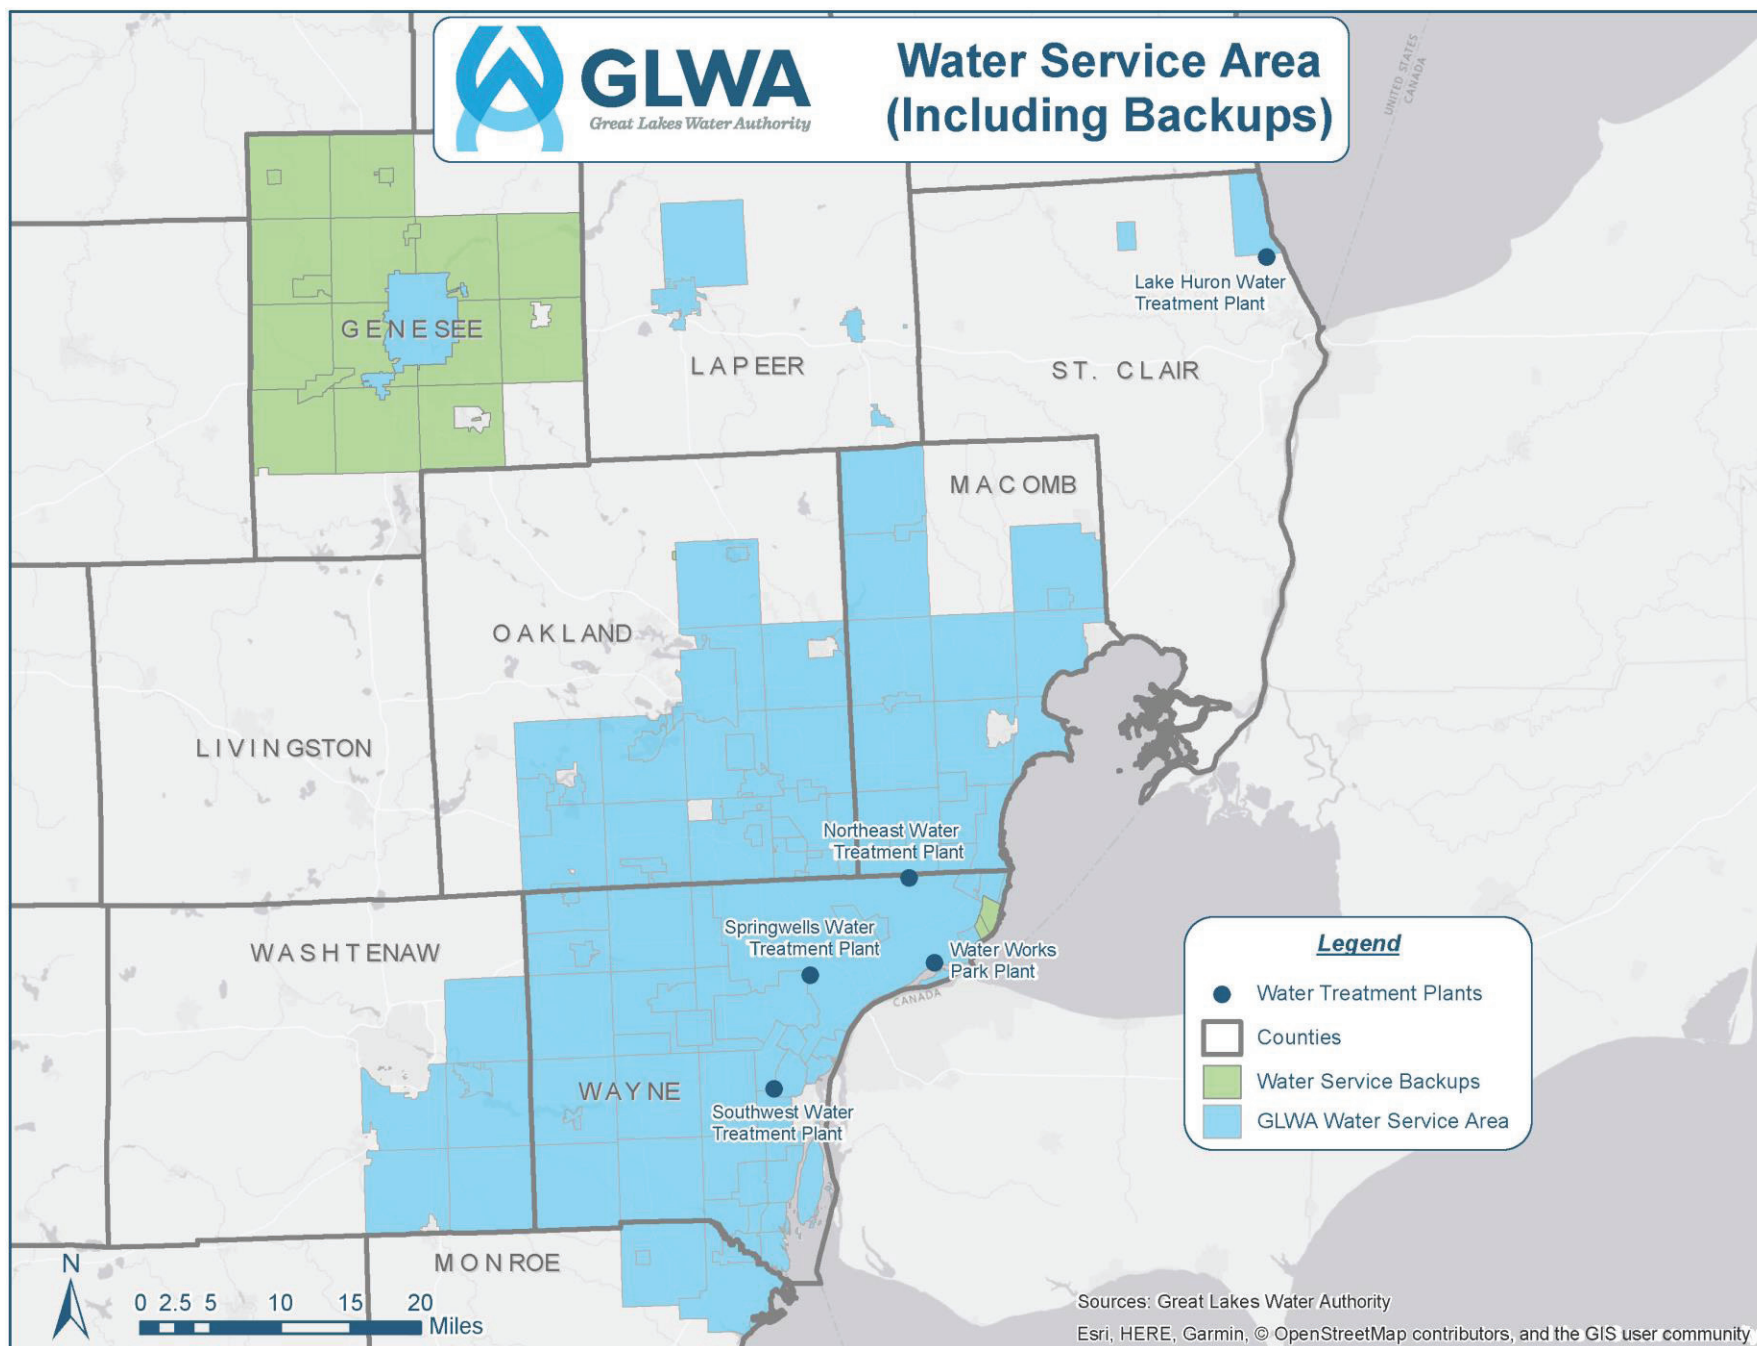 GLWA
Great Lakes Water Authority
Water Service Area
(Including Backups)
UNITED STATES
CANADA
Lake Huron Water
Treatment Plant
GENESEE
LAPEER
ST. CLAIR
MACOMB
OAKLAND
LIVINGSTON
Northeast Water
Treatment Plant
Springwells Water
Treatment Plant
WASHTENAW
Water Works
Park Plant
CANADA
WAYNE
Southwest Water
Treatment Plant
MONROE
Legend
Water Treatment Plants
Counties
Water Service Backups
GLWA Water Service Area
N
0 2.5 5 10 15 20
Miles
Sources: Great Lakes Water Authority
Esri, HERE, Garmin, © OpenStreetMap contributors, and the GIS user community